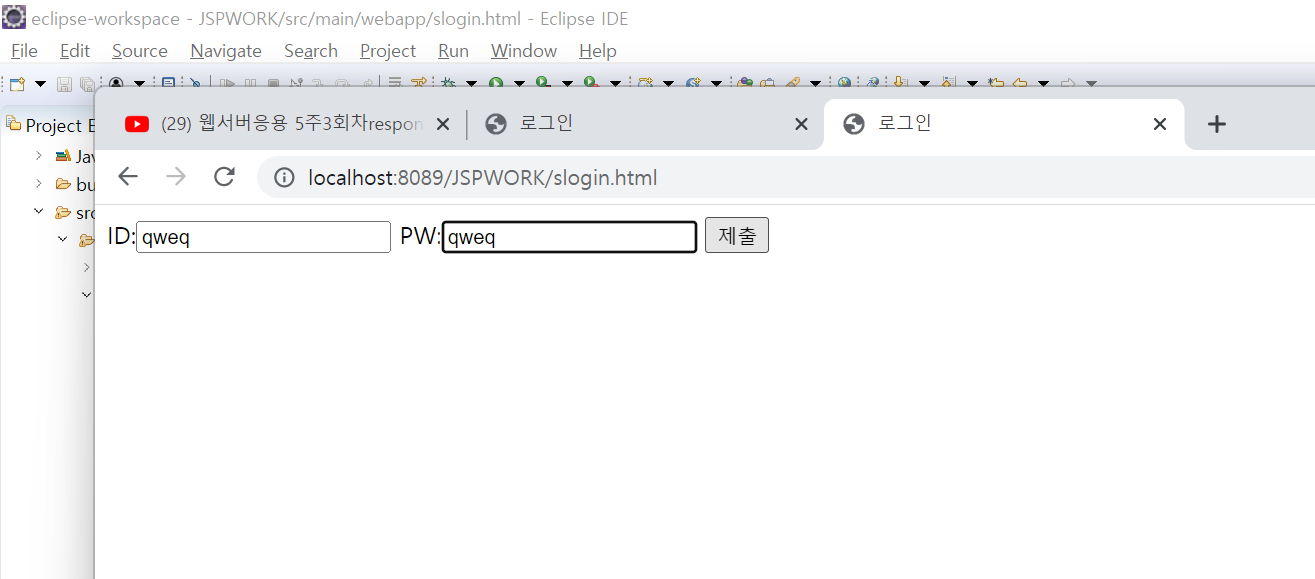 eclipse-workspace - JSPWORK/src/main/webapp/slogin.html - Eclipse IDE
File Edit Source Navigate Search Project Run Window Help
(29) 웹서버응용 5주3회차respon
로그인
로그인
Project E
Jav
bu
src
localhost:8089/JSPWORK/slogin.html
ID: qweq PW: qweq 제출